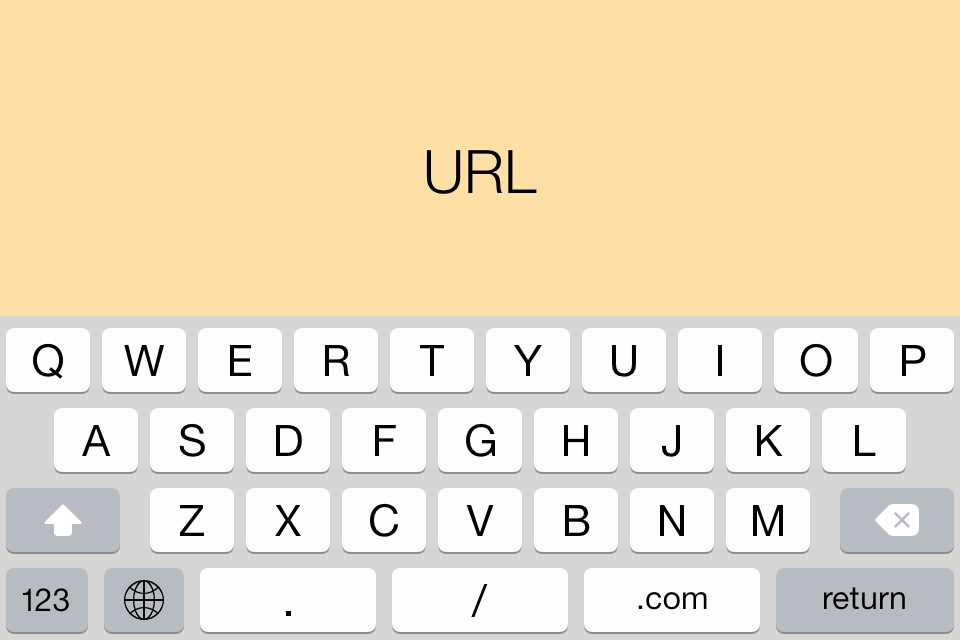 URL
Q W E R T Y U I O P
A S D F G H J K L
Z X C V B N M
123 . / .com return